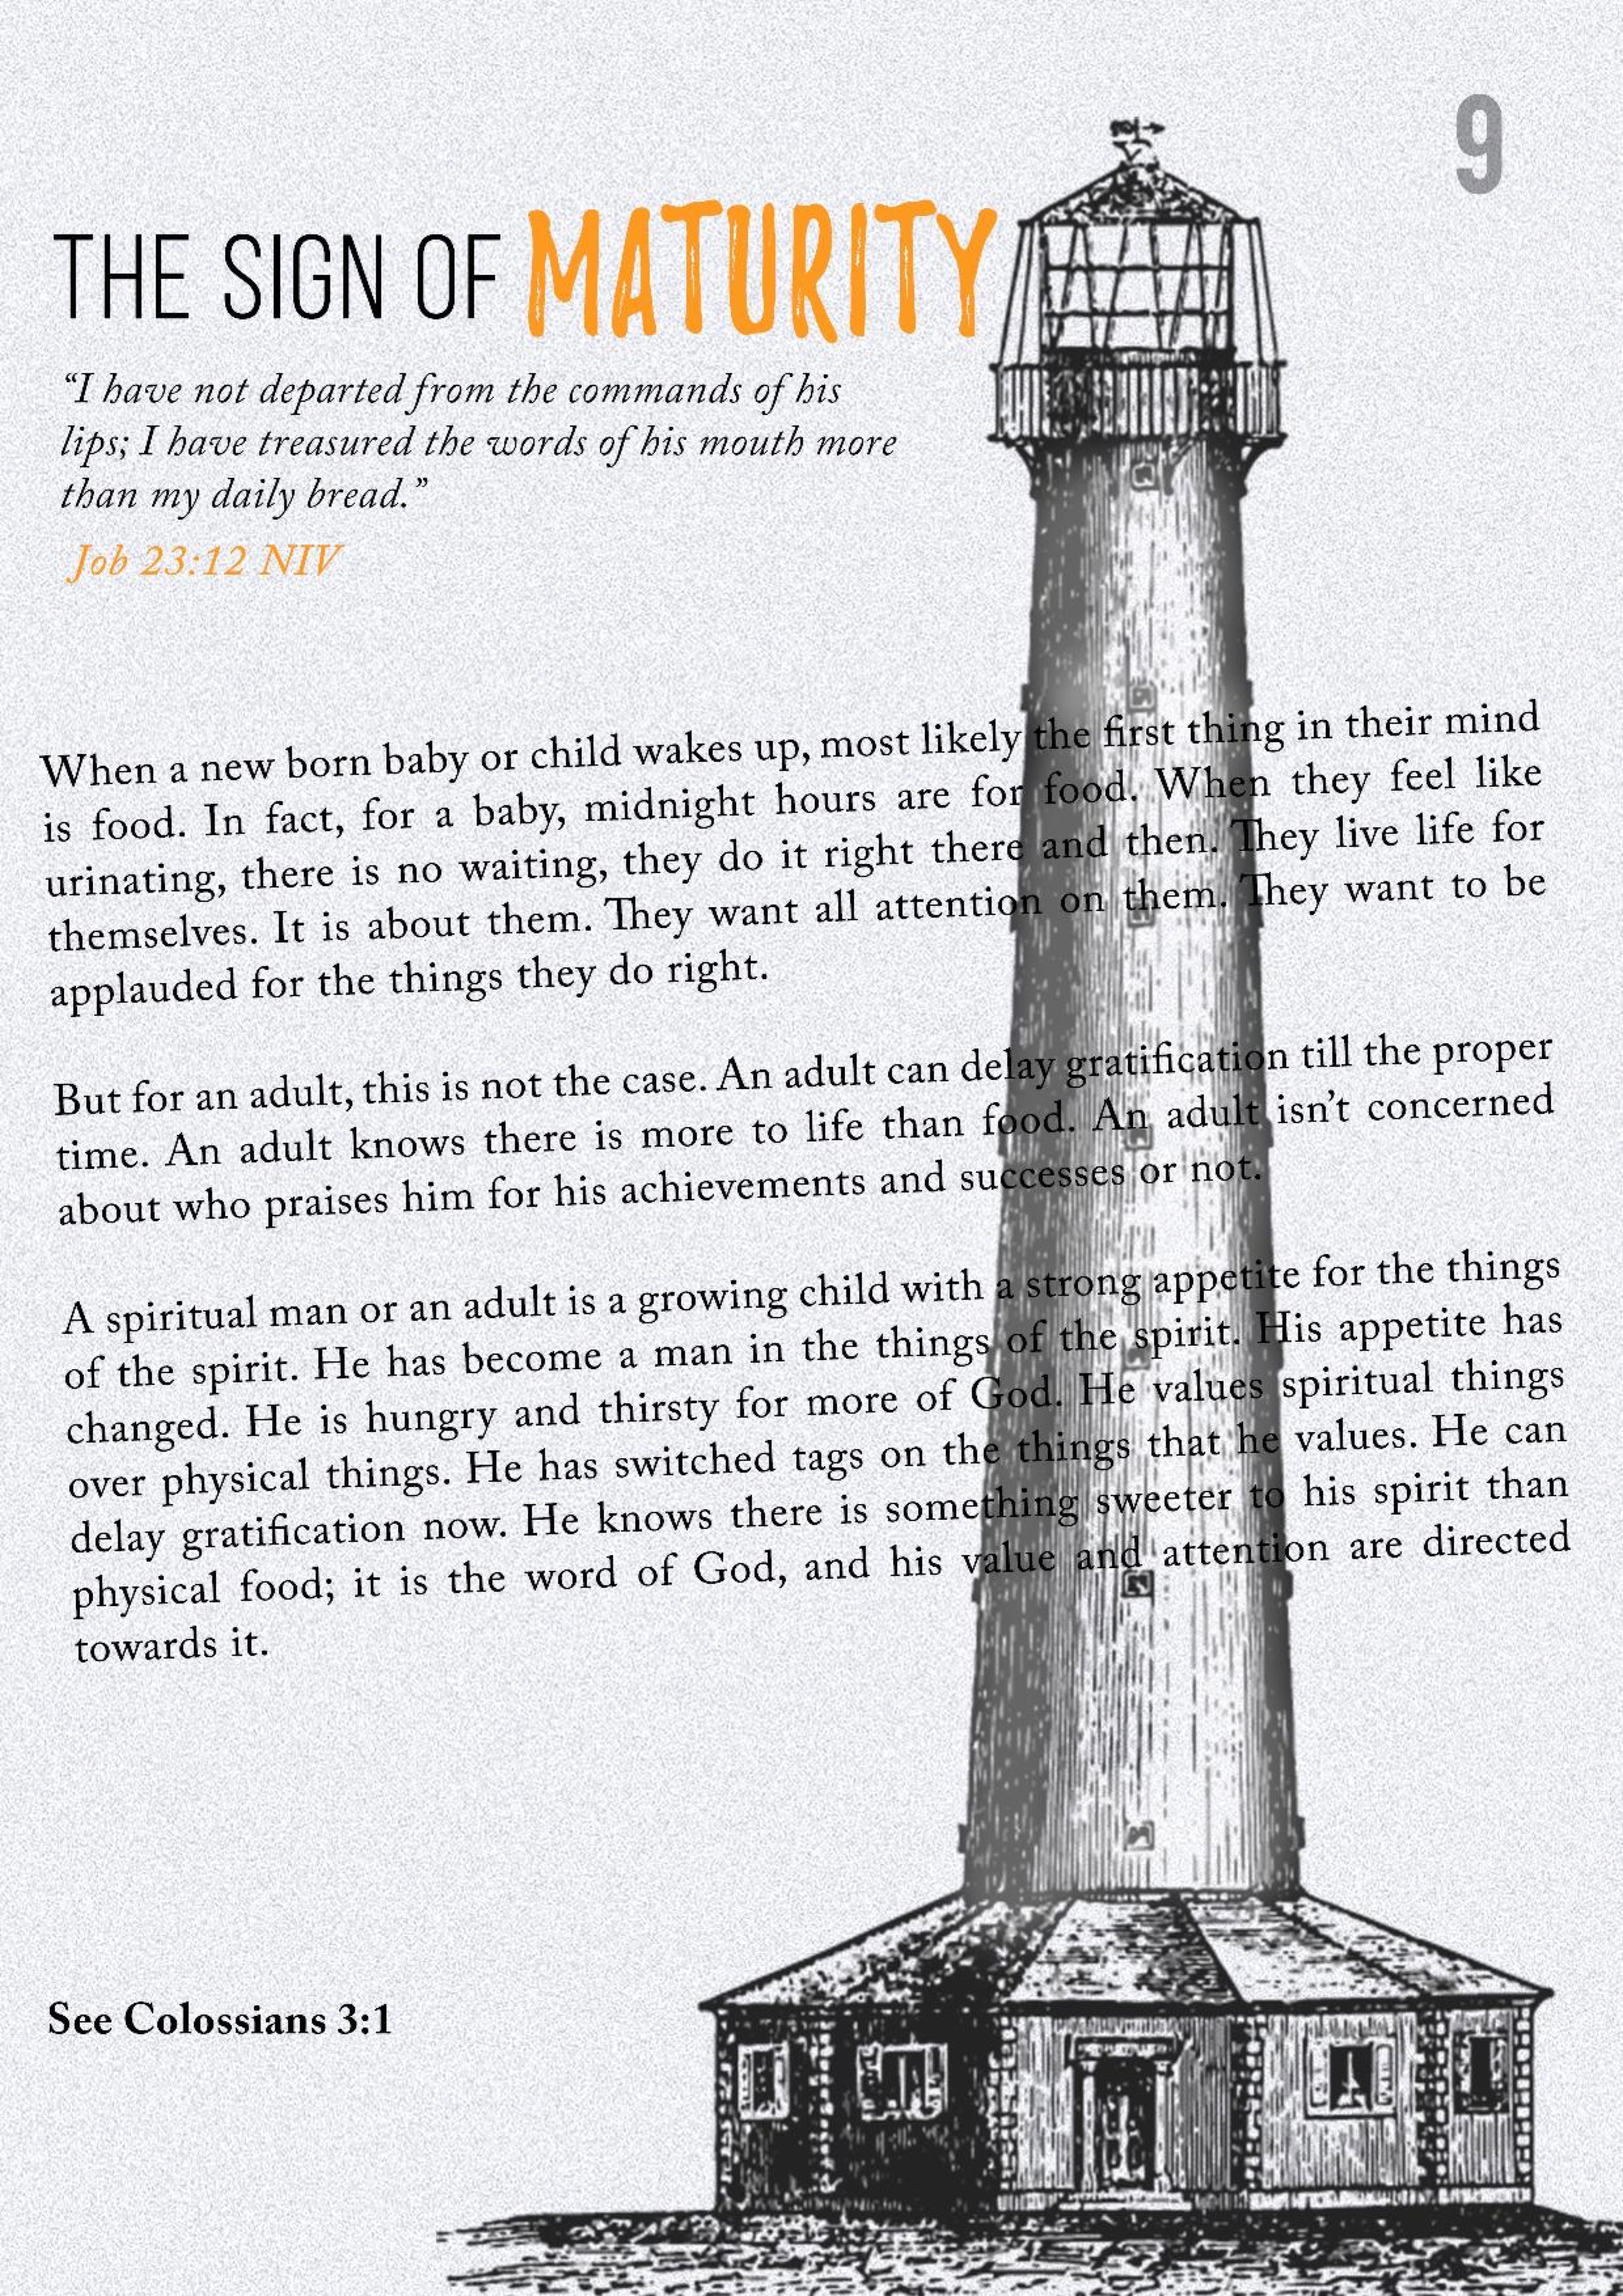 9
THE SIGN OF MATURITY
“I have not departed from the commands of his
lips; I have treasured the words of his mouth more
than my daily bread.”
Job 23:12 NIV
When a new born baby or child wakes up, most likely the first thing in their mind
is food. In fact, for a baby, midnight hours are for food. When they feel like
urinating, there is no waiting, they do it right there and then. They live life for
themselves. It is about them. They want all attention on them. They want to be
applauded for the things they do right.
But for an adult, this is not the case. An adult can delay gratification till the proper
time. An adult knows there is more to life than food. An adult isn’t concerned
about who praises him for his achievements and successes or not.
A spiritual man or an adult is a growing child with a strong appetite for the things
of the spirit. He has become a man in the things of the spirit. His appetite has
changed. He is hungry and thirsty for more of God. He values spiritual things
over physical things. He has switched tags on the things that he values. He can
delay gratification now. He knows there is something sweeter to his spirit than
physical food; it is the word of God, and his value and attention are directed
towards it.
See Colossians 3:1